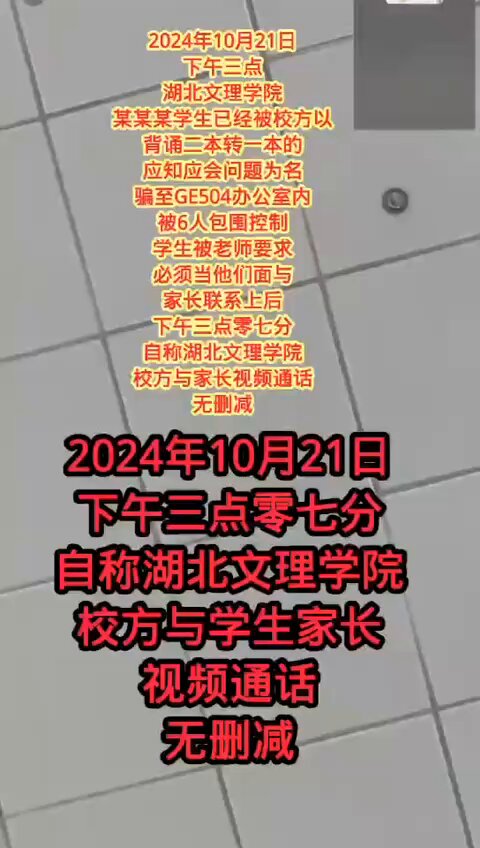 2024年10月21日
下午三点
湖北文理学院
某某某学生已经被校方以
背诵二本转一本的
应知应会问题为名
骗至GE504办公室内
被6人包围控制
学生被老师要求
必须当他们面与
家长联系上后
下午三点零七分
自称湖北文理学院
校方与家长视频通话
无删减
2024年10月21日
下午三点零七分
自称湖北文理学院
校方与学生家长
视频通话
无删减